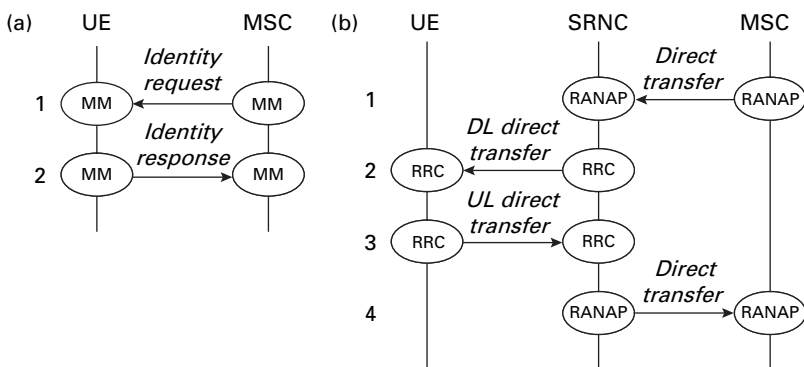 (a) UE MSC
Identity
request
1 MM MM
Identity
response
2 MM MM
(b) UE SRNC MSC
Direct
transfer
1 RANAP RANAP
DL direct
transfer
2 RRC RRC
UL direct
transfer
3 RRC RRC
Direct
transfer
4 RANAP RANAP